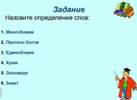 Задание
Назовите определение слов:
1. Многобожие
2. Пантеон богов
3. Единобожие
4. Храм
5. Заповеди
6. Завет